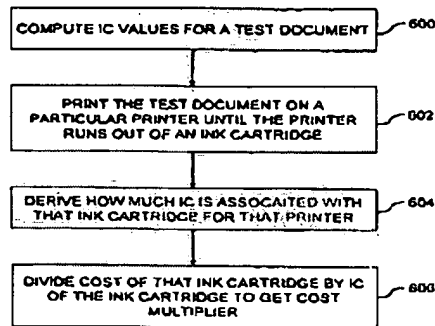 COMPUTE IC VALUES FOR A TEST DOCUMENT
600
PRINT THE TEST DOCUMENT ON A
PARTICULAR PRINTER UNTIL THE PRINTER
RUNS OUT OF AN INK CARTRIDGE
602
DERIVE HOW MUCH IC IS ASSOCAITED WITH
THAT INK CARTRIDGE FOR THAT PRINTER
604
DIVIDE COST OF THAT INK CARTRIDGE BY IC
OF THE INK CARTRIDGE TO GET COST
MULTIPLIER
606